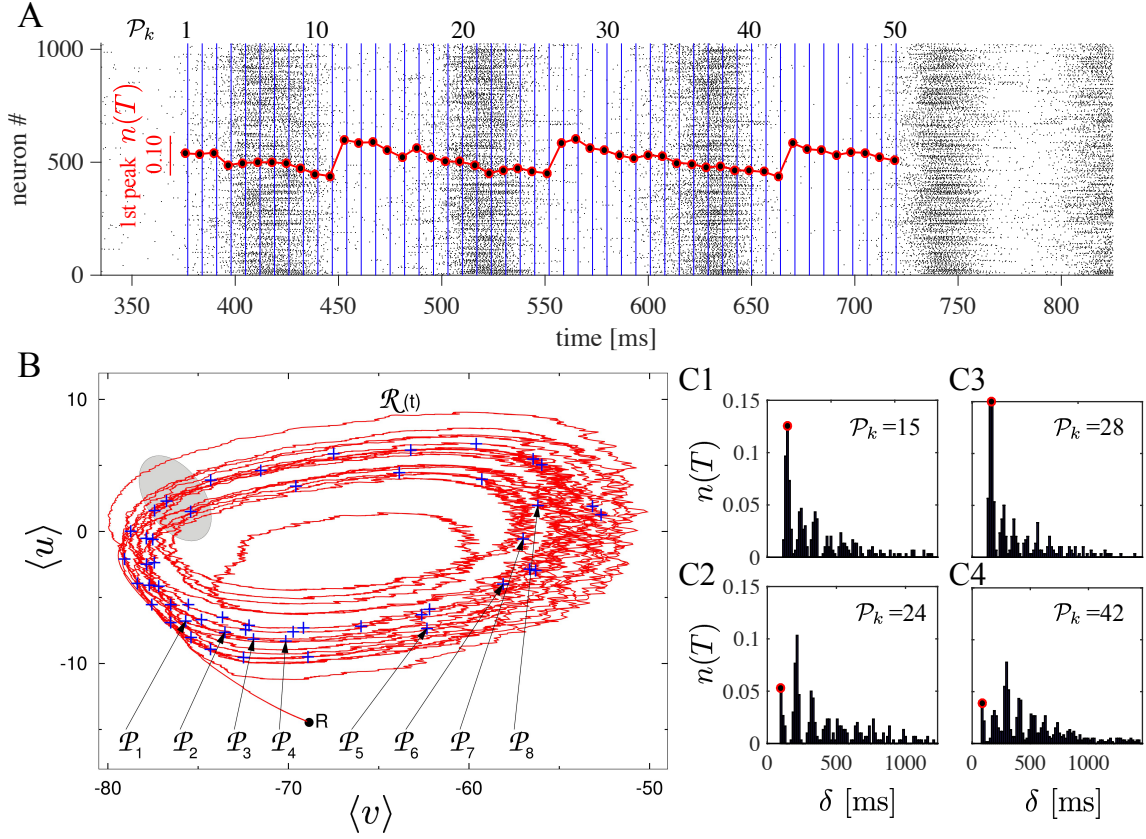 A
𝒫k 1 10 20 30 40 50
1000
500
0
neuron #
1st peak n(T)
0.10
350 400 450 500 550 600 650 700 750 800
time [ms]
B
ℛ(t)
10
0
-10
⟨u⟩
R
𝒫1 𝒫2 𝒫3 𝒫4 𝒫5 𝒫6 𝒫7 𝒫8
-80 -70 -60 -50
⟨v⟩
C1
0.15
0.1
0.05
0
n(T)
𝒫k=15
C3
𝒫k=28
C2
0.15
0.1
0.05
0
n(T)
𝒫k=24
0 500 1000
δ [ms]
C4
𝒫k=42
0 500 1000
δ [ms]